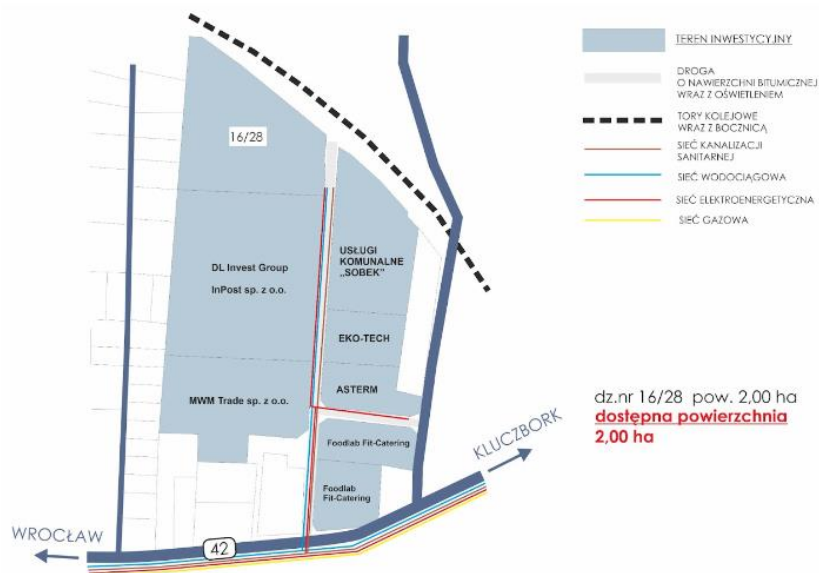 TEREN INWESTYCYJNY
DROGA
O NAWIERZCHNI BITUMICZNEJ
WRAZ Z OŚWIETLENIEM
TORY KOLEJOWE
WRAZ Z BOCZNICĄ
SIEĆ KANALIZACJI
SANITARNEJ
SIEĆ WODOCIĄGOWA
SIEĆ ELEKTROENERGETYCZNA
SIEĆ GAZOWA
16/28
DL Invest Group
InPost sp. z o.o.
USŁUGI
KOMUNALNE
„SOBEK"
EKO-TECH
ASTERM
MWM Trade sp. z o.o.
Foodlab Fit-Catering
Foodlab
Fit-Catering
dz.nr 16/28 pow. 2,00 ha
dostępna powierzchnia
2,00 ha
KLUCZBORK
WROCŁAW
42